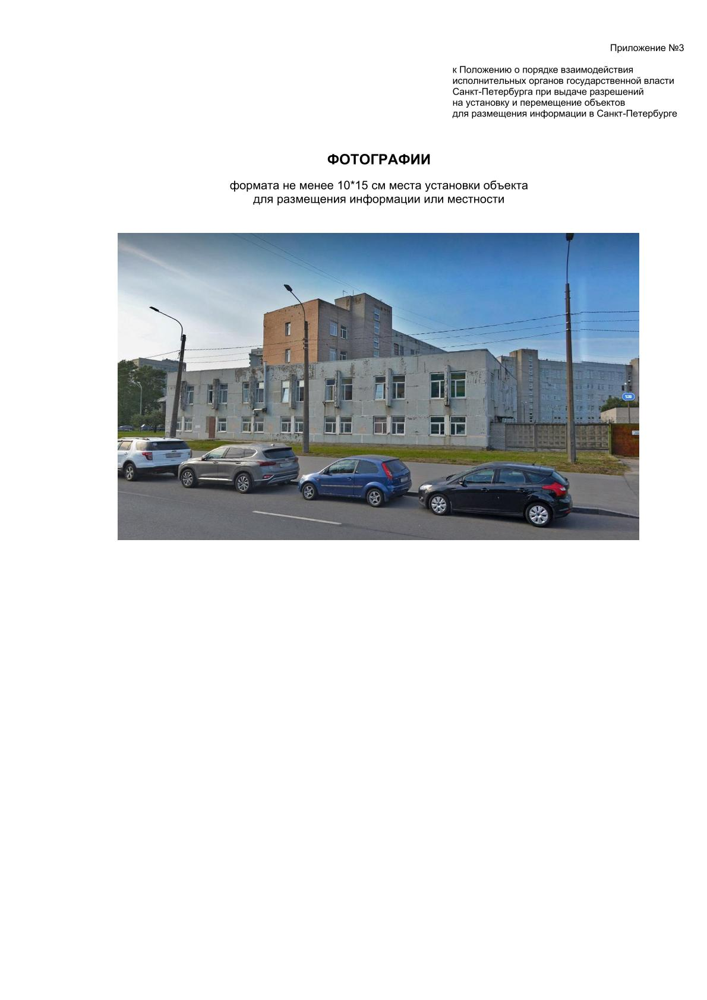 Приложение №3
к Положению о порядке взаимодействия
исполнительных органов государственной власти
Санкт-Петербурга при выдаче разрешений
на установку и перемещение объектов
для размещения информации в Санкт-Петербурге
ФОТОГРАФИИ
формата не менее 10*15 см места установки объекта
для размещения информации или местности